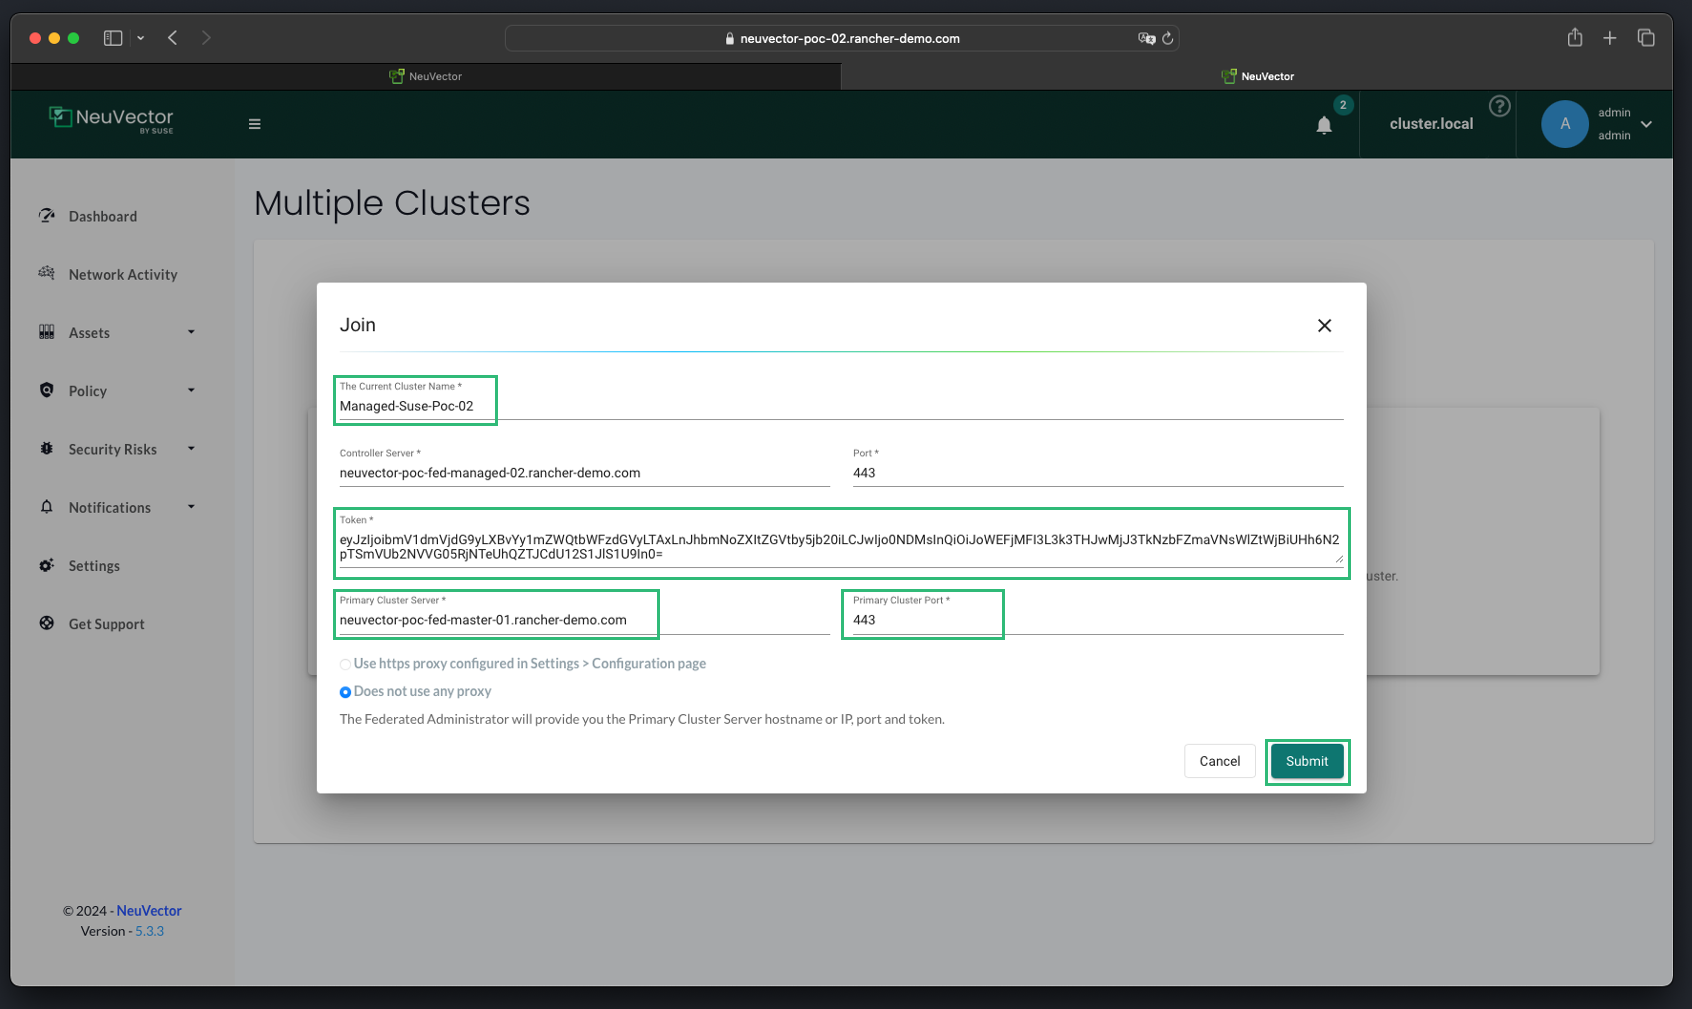 neuvector-poc-02.rancher-demo.com
NeuVector
NeuVector
NeuVector
BY SUSE
2
cluster.local
?
A
admin
admin
Multiple Clusters
Dashboard
Network Activity
Assets
Policy
Security Risks
Notifications
Settings
Get Support
© 2024 - NeuVector
Version - 5.3.3
Join
The Current Cluster Name *
Managed-Suse-Poc-02
Controller Server *
neuvector-poc-fed-managed-02.rancher-demo.com
Port *
443
Token *
eyJzIjoibmV1dmVjdG9yLXBvYy1mZWQtbWFzdGVyLTAxLnJhbmNoZXItZGVtby5jb20iLCJwIjo0NDMsInQiOiJoWEFjMFI3L3k3THJwMjJ3TkNzbFZmaVNsWlZtWjBiUHh6N2
pTSmVUb2NVVG05RjNTeUhQZTJCdU12S1JlS1U9In0=
Primary Cluster Server *
neuvector-poc-fed-master-01.rancher-demo.com
Primary Cluster Port *
443
Use https proxy configured in Settings > Configuration page
Does not use any proxy
The Federated Administrator will provide you the Primary Cluster Server hostname or IP, port and token.
Cancel
Submit
uster.